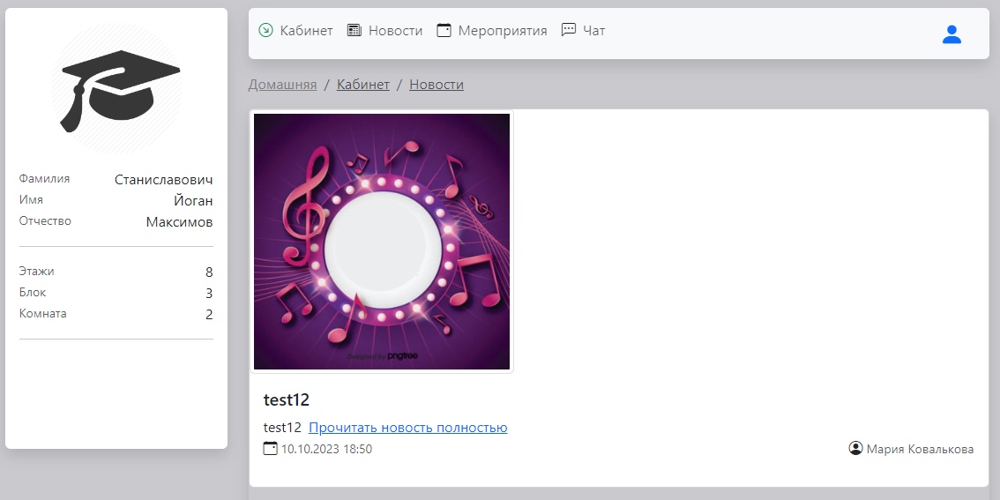 Кабинет Новости Мероприятия Чат
Домашняя / Кабинет / Новости
Фамилия Станиславович
Имя Йоган
Отчество Максимов
Этажи 8
Блок 3
Комната 2
Designed by pngtree
test12
test12 Прочитать новость полностью
10.10.2023 18:50 Мария Ковалькова